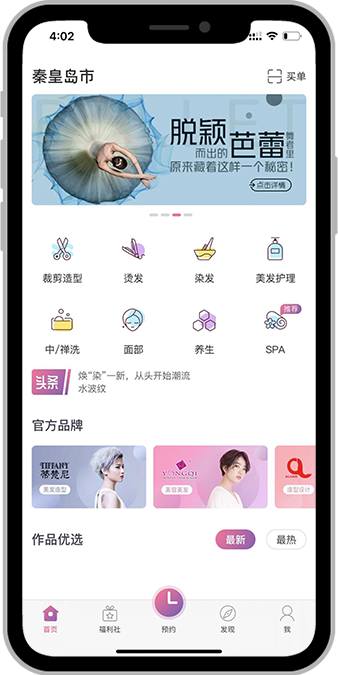 4:02
秦皇岛市
买单
脱颖
而出的
芭蕾
舞者里
原来藏着这样一个秘密!
点击详情
裁剪造型
烫发
染发
美发护理
推荐
中/禅洗
面部
养生
SPA
头条
焕“染”一新,从头开始潮流
水波纹
官方品牌
TIFFANY
蒂梵尼
美发造型
YONGQI
美容美发
造型设计
作品优选
最新
最热
首页
福利社
预约
发现
我